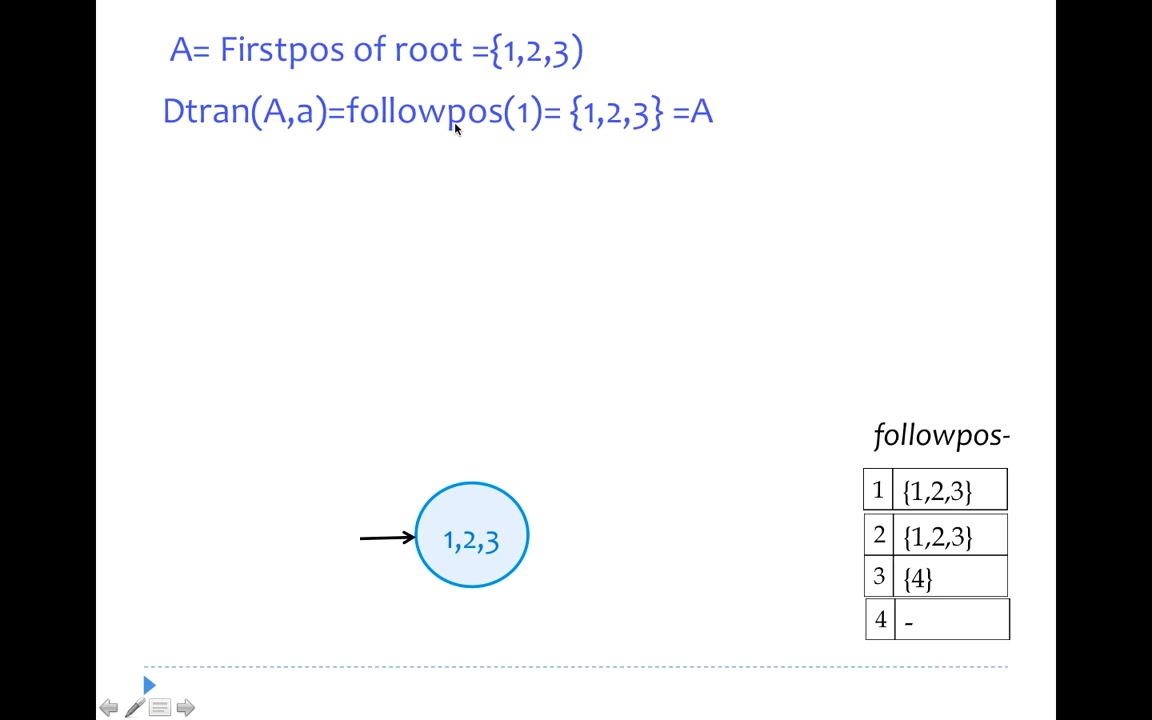 A= Firstpos of root ={1,2,3)
Dtran(A,a)=followpos(1)= {1,2,3} =A
followpos-
1 {1,2,3}
2 {1,2,3}
3 {4}
4 -
1,2,3